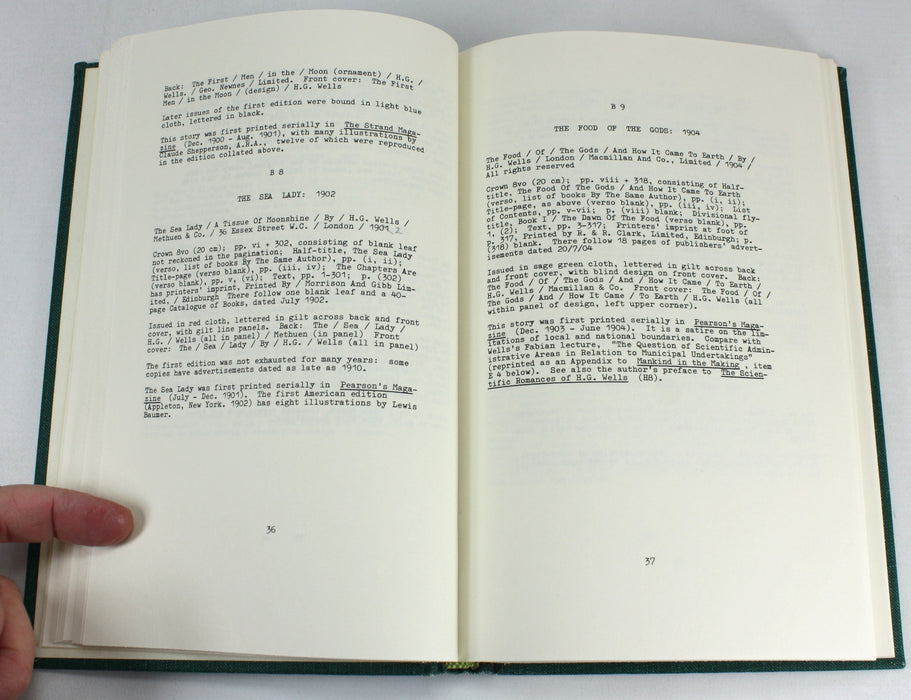 Back: The First / Men / in the / Moon (ornament) / H.G. /
Wells. / Geo. Newnes / Limited. Front cover: The First
Men / in the Moon / (design) / H.G. Wells
Later issues of the first edition were bound in light blue
cloth, lettered in black.
This story was first printed serially in The Strand Maga-
zine (Dec. 1900 - Aug. 1901), with many illustrations by
Claude Shepperson, A.R.A., twelve of which were reproduced
in the edition collated above.
B 8
THE SEA LADY: 1902
The Sea Lady / A Tissue Of Moonshine / By / H.G. Wells /
Methuen & Co. / 36 Essex Street W.C. / London / 1901 2
Crown 8vo (20 cm); pp. vi + 302, consisting of blank leaf
not reckoned in the pagination; Half-title, The Sea Lady
(verso, list of books By The Same Author), pp. (i, ii);
Title-page (verso blank), pp. (iii, iv); The Chapters Are
(verso blank), pp. v, (vi); Text, pp. 1-301; p. (302)
has printers' imprint, Printed By / Morrison And Gibb Lim-
ited, / Edinburgh There follow one blank leaf and a 40-
page Catalogue of Books, dated July 1902.
Issued in red cloth, lettered in gilt across back and front
cover, with gilt line panels. Back: The / Sea / Lady /
H.G. / Wells (all in panel) / Methuen (in panel) Front
cover: The / Sea / Lady / By / H.G. / Wells (all in panel)
The first edition was not exhausted for many years: some
copies have advertisements dated as late as 1910.
The Sea Lady was first printed serially in Pearson's Maga-
zine (July - Dec. 1901). The first American edition
(Appleton, New York. 1902) has eight illustrations by Lewis
Baumer.
36
B 9
THE FOOD OF THE GODS: 1904
The Food / Of / The Gods / And How It Came To Earth / By /
H.G. Wells / London / Macmillan And Co., Limited / 1904 /
All rights reserved
Crown 8vo (20 cm); pp. viii + 318, consisting of Half-
title, The Food Of The Gods / And How It Came To Earth
(verso, list of books By The Same Author), pp. (i, ii);
Title-page, as above (verso blank), pp. (iii, iv); List
of Contents, pp. v-vii; p. (viii) blank; Divisional fly-
title, Book I / The Dawn Of The Food (verso blank), pp.
1, (2); Text, pp. 3-317; Printers' imprint at foot of
p. 317, Printed by R. & R. Clark, Limited, Edinburgh; p.
(318) blank. There follow 18 pages of publishers' advert-
isements dated 20/7/04
Issued in sage green cloth, lettered in gilt across back
and front cover, with blind design on front cover. Back:
The Food / Of / The Gods / And / How It Came / To Earth /
H.G. Wells / Macmillan & Co. Front cover: The Food / Of /
The Gods / And / How It Came / To Earth / H.G. Wells (all
within panel of design, left upper corner).
This story was first printed serially in Pearson's Maga-
zine (Dec. 1903 - June 1904). It is a satire on the lim-
itations of local and national boundaries. Compare with
Wells's Fabian lecture, "The Question of Scientific Admin-
istrative Areas in Relation to Municipal Undertakings"
(reprinted as an Appendix to Mankind in the Making , item
E 4 below). See also the author's preface to The Scien-
tific Romances of H.G. Wells (H8).
37